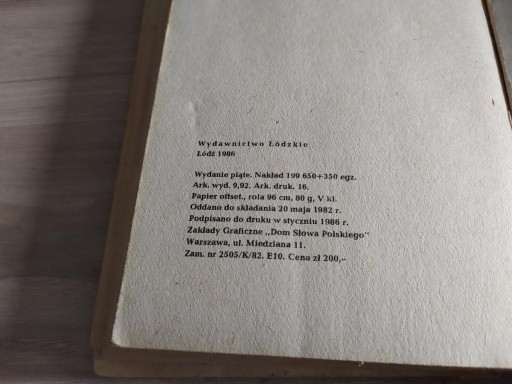 Wydawnictwo Łódzkie
Łódź 1986
Wydanie piąte. Nakład 199 650+350 egz.
Ark. wyd. 9,92. Ark. druk. 16.
Papier offset., rola 96 cm, 80 g, V kl.
Oddano do składania 20 maja 1982 r.
Podpisano do druku w styczniu 1986 r.
Zakłady Graficzne „Dom Słowa Polskiego”
Warszawa, ul. Miedziana 11.
Zam. nr 2505/K/82. E10. Cena zł 200,–